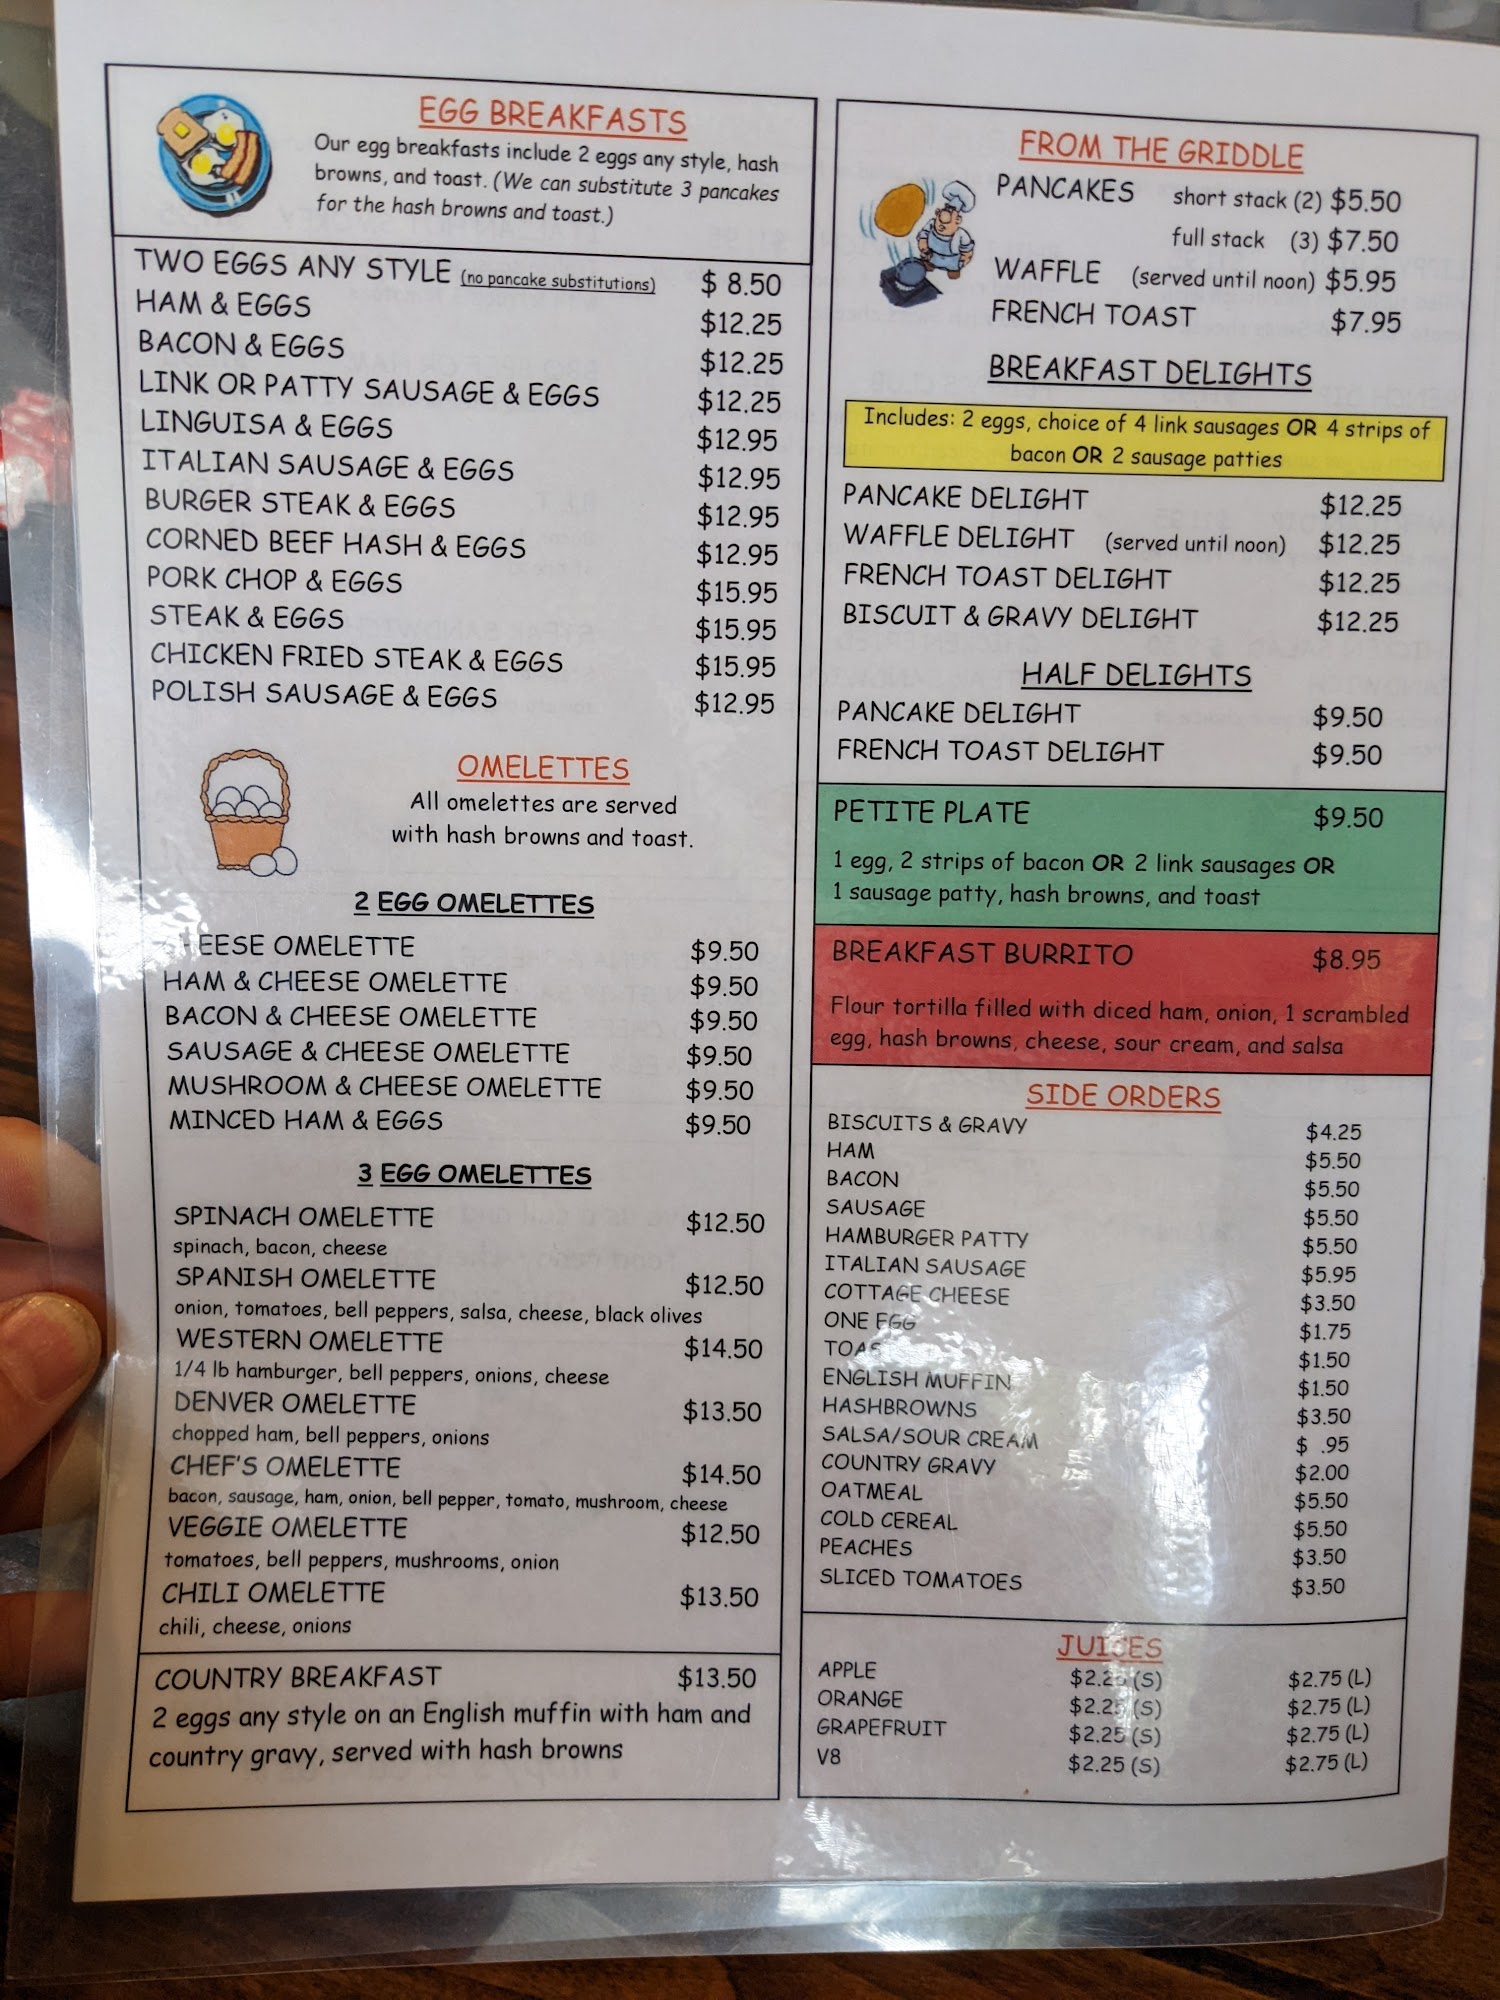 EGG BREAKFASTS
Our egg breakfasts include 2 eggs any style, hash
browns, and toast. (We can substitute 3 pancakes
for the hash browns and toast.)
TWO EGGS ANY STYLE (no pancake substitutions) $ 8.50
HAM & EGGS $12.25
BACON & EGGS $12.25
LINK OR PATTY SAUSAGE & EGGS $12.25
LINGUISA & EGGS $12.95
ITALIAN SAUSAGE & EGGS $12.95
BURGER STEAK & EGGS $12.95
CORNED BEEF HASH & EGGS $12.95
PORK CHOP & EGGS $15.95
STEAK & EGGS $15.95
CHICKEN FRIED STEAK & EGGS $15.95
POLISH SAUSAGE & EGGS $12.95
OMELETTES
All omelettes are served
with hash browns and toast.
2 EGG OMELETTES
CHEESE OMELETTE $9.50
HAM & CHEESE OMELETTE $9.50
BACON & CHEESE OMELETTE $9.50
SAUSAGE & CHEESE OMELETTE $9.50
MUSHROOM & CHEESE OMELETTE $9.50
MINCED HAM & EGGS $9.50
3 EGG OMELETTES
SPINACH OMELETTE $12.50
spinach, bacon, cheese
SPANISH OMELETTE $12.50
onion, tomatoes, bell peppers, salsa, cheese, black olives
WESTERN OMELETTE $14.50
1/4 lb hamburger, bell peppers, onions, cheese
DENVER OMELETTE $13.50
chopped ham, bell peppers, onions
CHEF'S OMELETTE $14.50
bacon, sausage, ham, onion, bell pepper, tomato, mushroom, cheese
VEGGIE OMELETTE $12.50
tomatoes, bell peppers, mushrooms, onion
CHILI OMELETTE $13.50
chili, cheese, onions
COUNTRY BREAKFAST $13.50
2 eggs any style on an English muffin with ham and
country gravy, served with hash browns
FROM THE GRIDDLE
PANCAKES short stack (2) $5.50
full stack (3) $7.50
WAFFLE (served until noon) $5.95
FRENCH TOAST $7.95
BREAKFAST DELIGHTS
Includes: 2 eggs, choice of 4 link sausages OR 4 strips of
bacon OR 2 sausage patties
PANCAKE DELIGHT $12.25
WAFFLE DELIGHT (served until noon) $12.25
FRENCH TOAST DELIGHT $12.25
BISCUIT & GRAVY DELIGHT $12.25
HALF DELIGHTS
PANCAKE DELIGHT $9.50
FRENCH TOAST DELIGHT $9.50
PETITE PLATE $9.50
1 egg, 2 strips of bacon OR 2 link sausages OR
1 sausage patty, hash browns, and toast
BREAKFAST BURRITO $8.95
Flour tortilla filled with diced ham, onion, 1 scrambled
egg, hash browns, cheese, sour cream, and salsa
SIDE ORDERS
BISCUITS & GRAVY $4.25
HAM $5.50
BACON $5.50
SAUSAGE $5.50
HAMBURGER PATTY $5.50
ITALIAN SAUSAGE $5.95
COTTAGE CHEESE $3.50
ONE EGG $1.75
TOAST $1.50
ENGLISH MUFFIN $1.50
HASHBROWNS $3.50
SALSA/SOUR CREAM $ .95
COUNTRY GRAVY $2.00
OATMEAL $5.50
COLD CEREAL $5.50
PEACHES $3.50
SLICED TOMATOES $3.50
JUICES
APPLE $2.25 (S) $2.75 (L)
ORANGE $2.25 (S) $2.75 (L)
GRAPEFRUIT $2.25 (S) $2.75 (L)
V8 $2.25 (S) $2.75 (L)